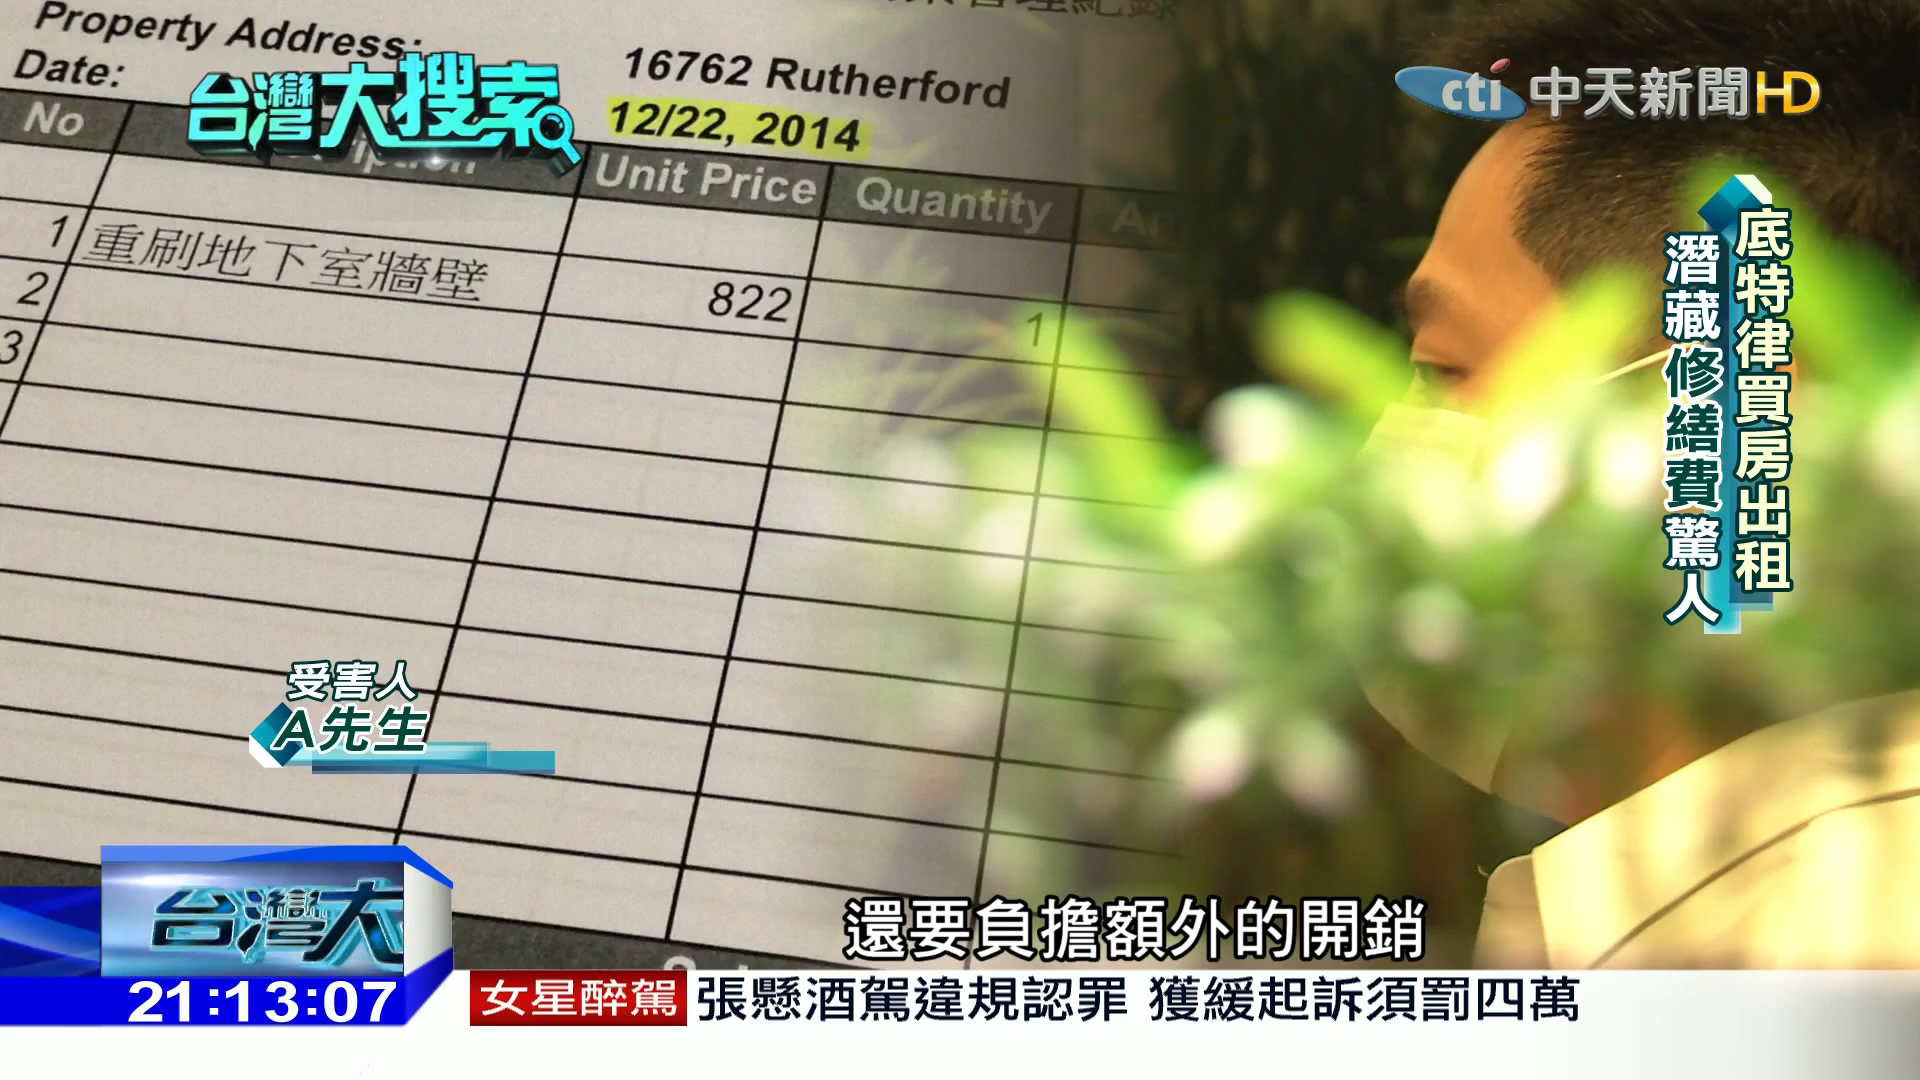 Property Address:
16762 Rutherford
Date:
12/22, 2014
台灣大搜索
cti 中天新聞HD
No
Unit Price
Quantity
1 重刷地下室牆壁 822 1
2
3
底特律買房出租
潛藏修繕費驚人
受害人
A先生
還要負擔額外的開銷
台灣大
21:13:07
女星醉駕 張懸酒駕違規認罪 獲緩起訴須罰四萬